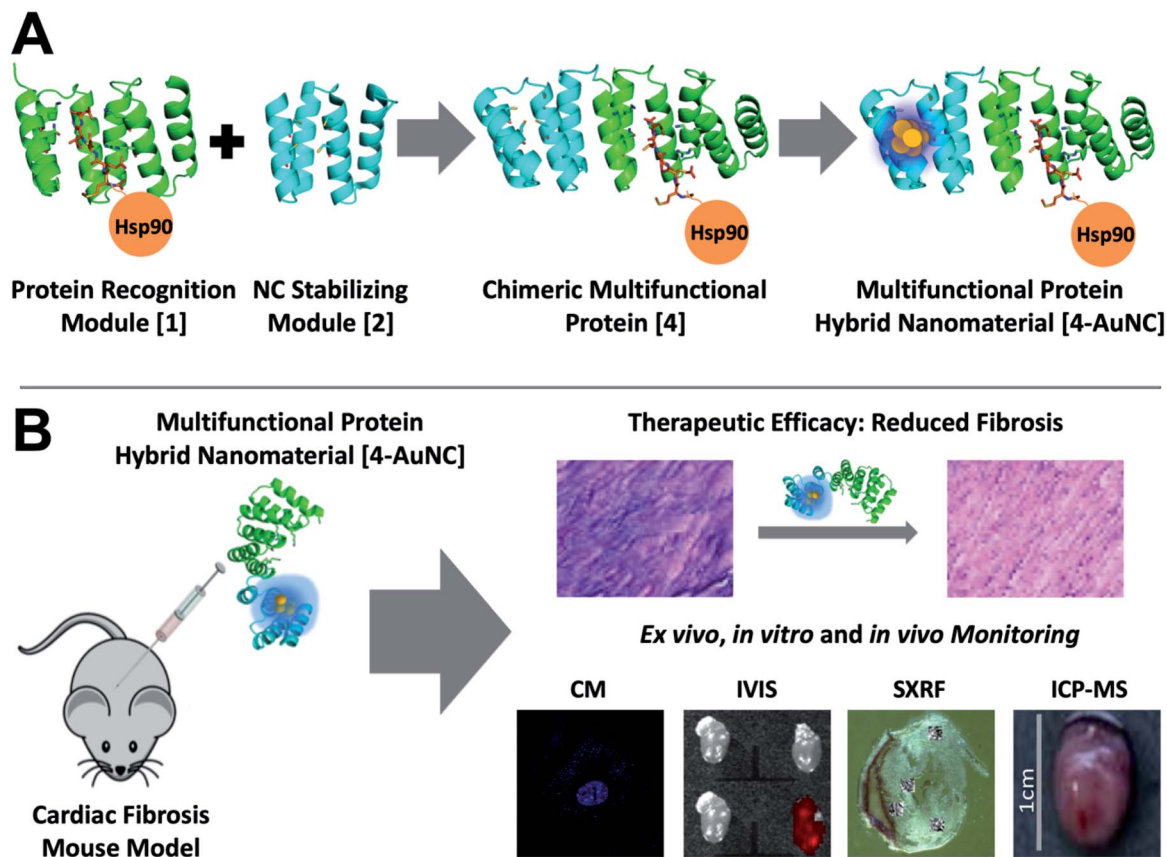 A
Hsp90
Hsp90
Hsp90
Protein Recognition
Module [1]
NC Stabilizing
Module [2]
Chimeric Multifunctional
Protein [4]
Multifunctional Protein
Hybrid Nanomaterial [4-AuNC]
B
Multifunctional Protein
Hybrid Nanomaterial [4-AuNC]
Cardiac Fibrosis
Mouse Model
Therapeutic Efficacy: Reduced Fibrosis
Ex vivo, in vitro and in vivo Monitoring
CM
IVIS
SXRF
ICP-MS
1cm